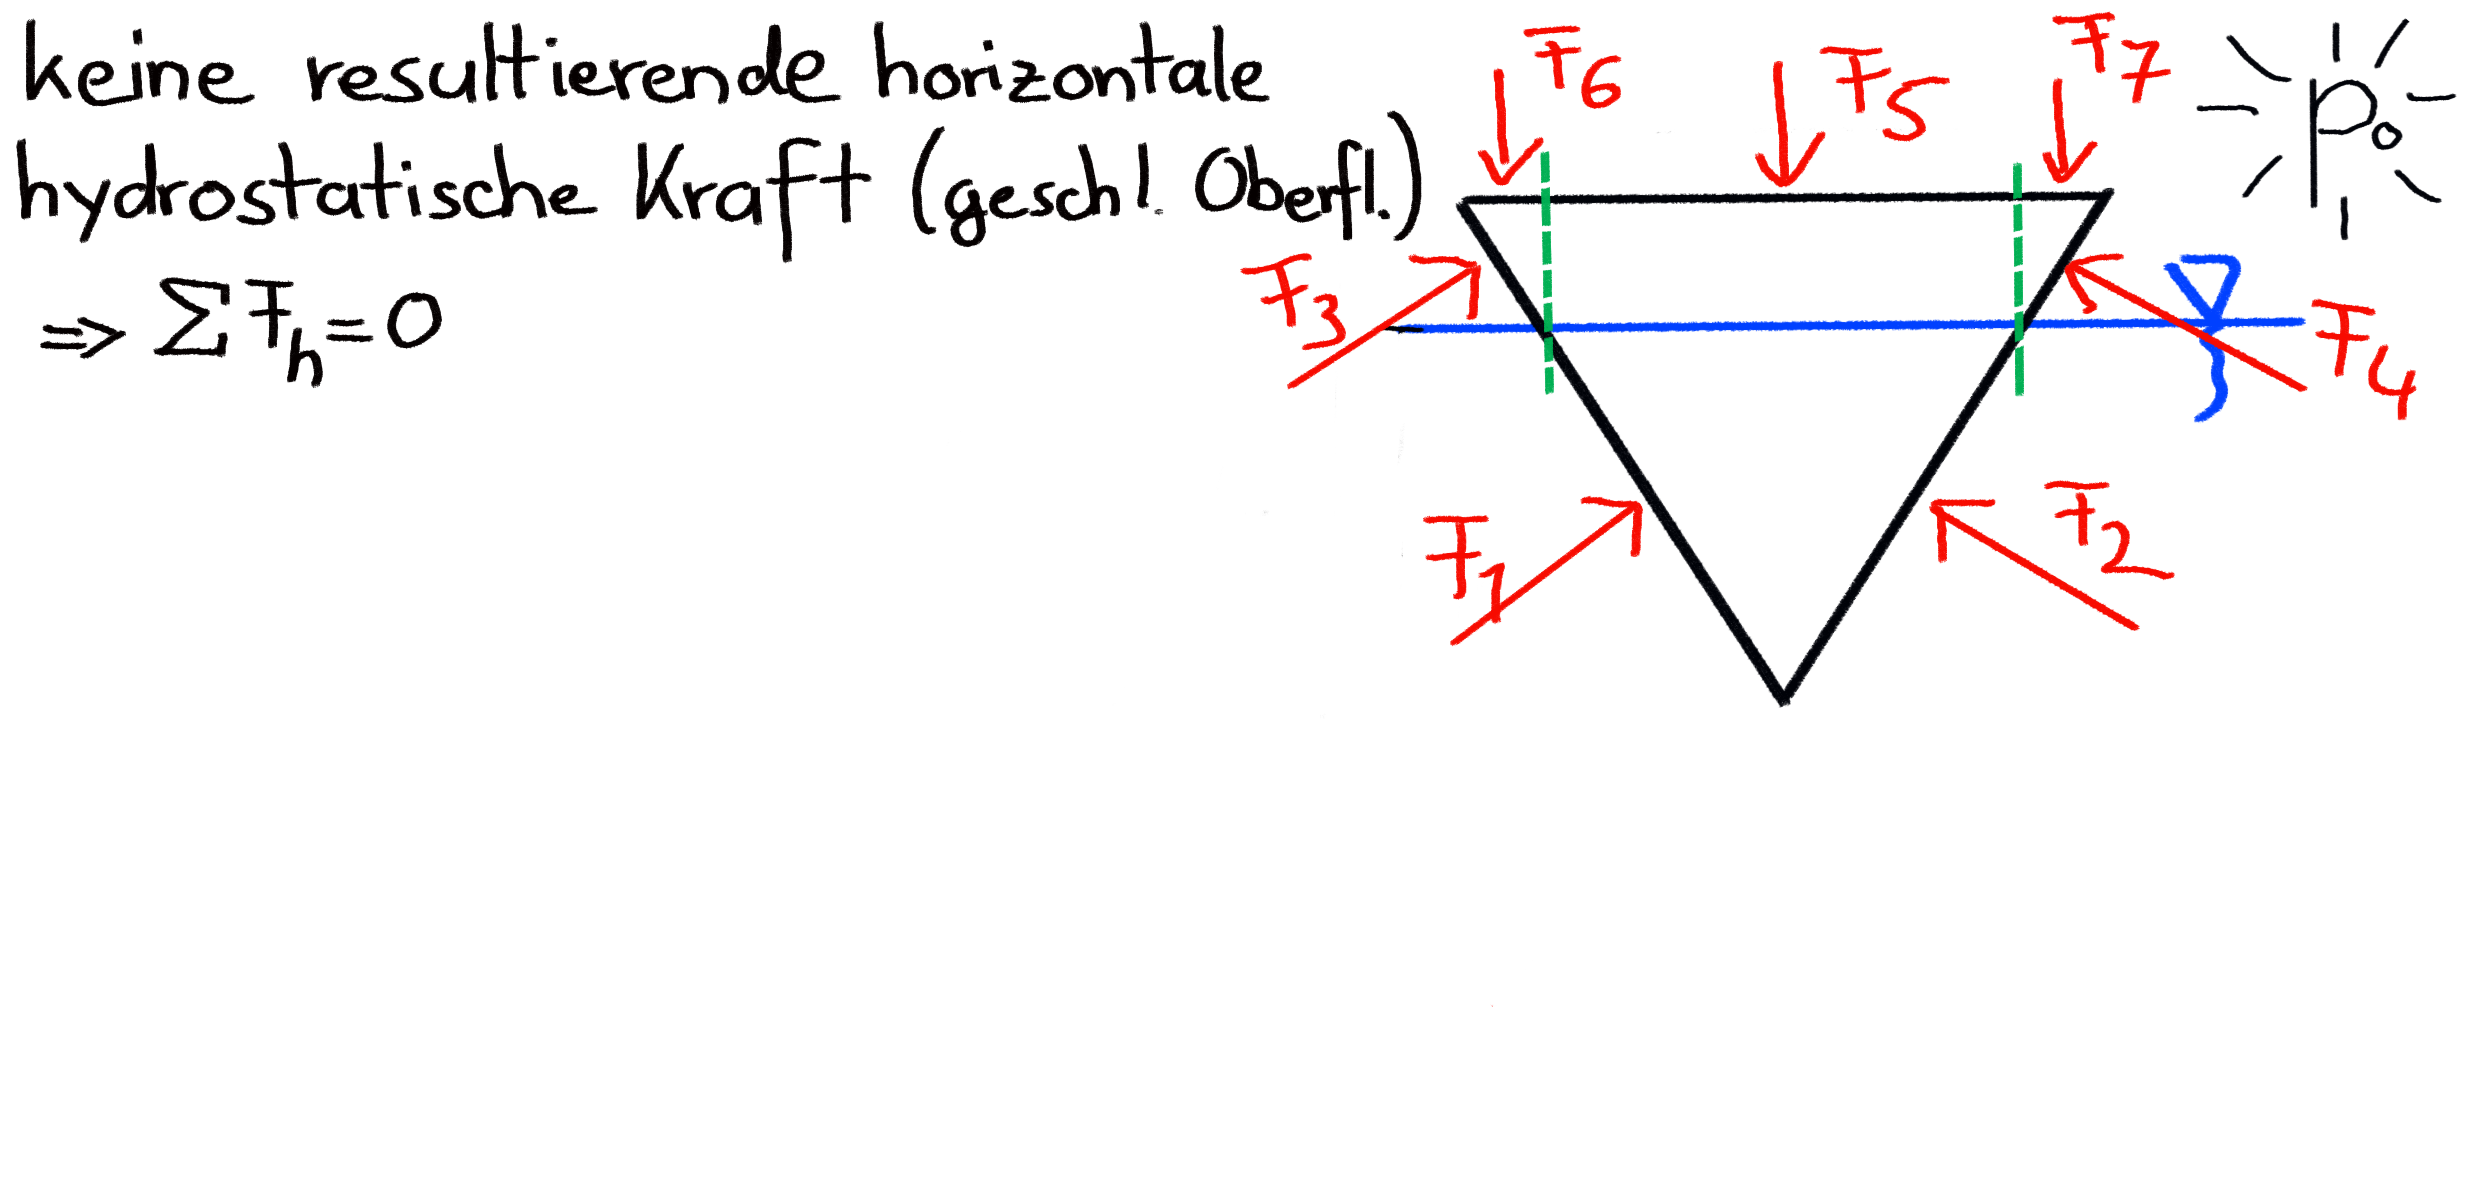 keine resultierende horizontale
hydrostatische Kraft (geschl. Oberfl.)
⇒ ΣF_h = 0
F6
F5
F7
p₀
F3
F4
F1
F2